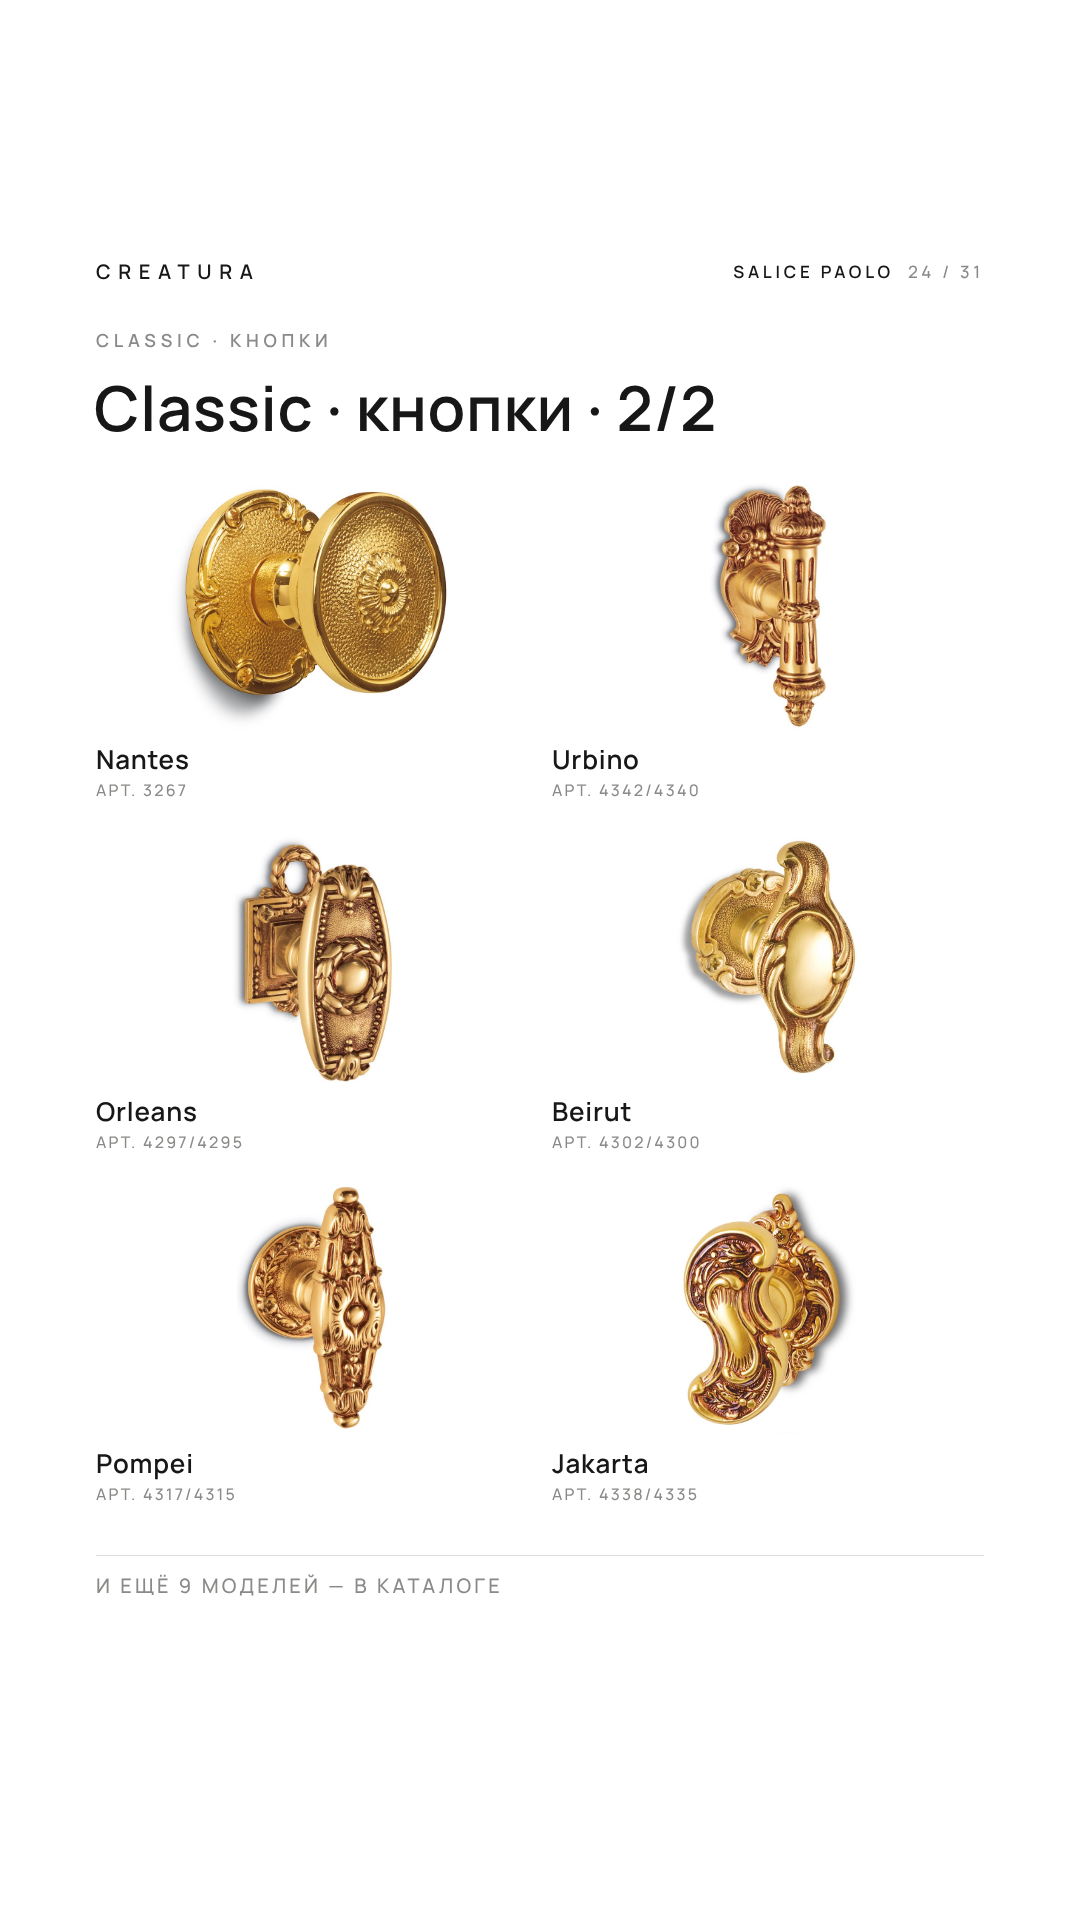 CREATURA
SALICE PAOLO 24 / 31
CLASSIC · КНОПКИ
Classic · кнопки · 2/2
Nantes
АРТ. 3267
Urbino
АРТ. 4342/4340
Orleans
АРТ. 4297/4295
Beirut
АРТ. 4302/4300
Pompei
АРТ. 4317/4315
Jakarta
АРТ. 4338/4335
И ЕЩЁ 9 МОДЕЛЕЙ — В КАТАЛОГЕ